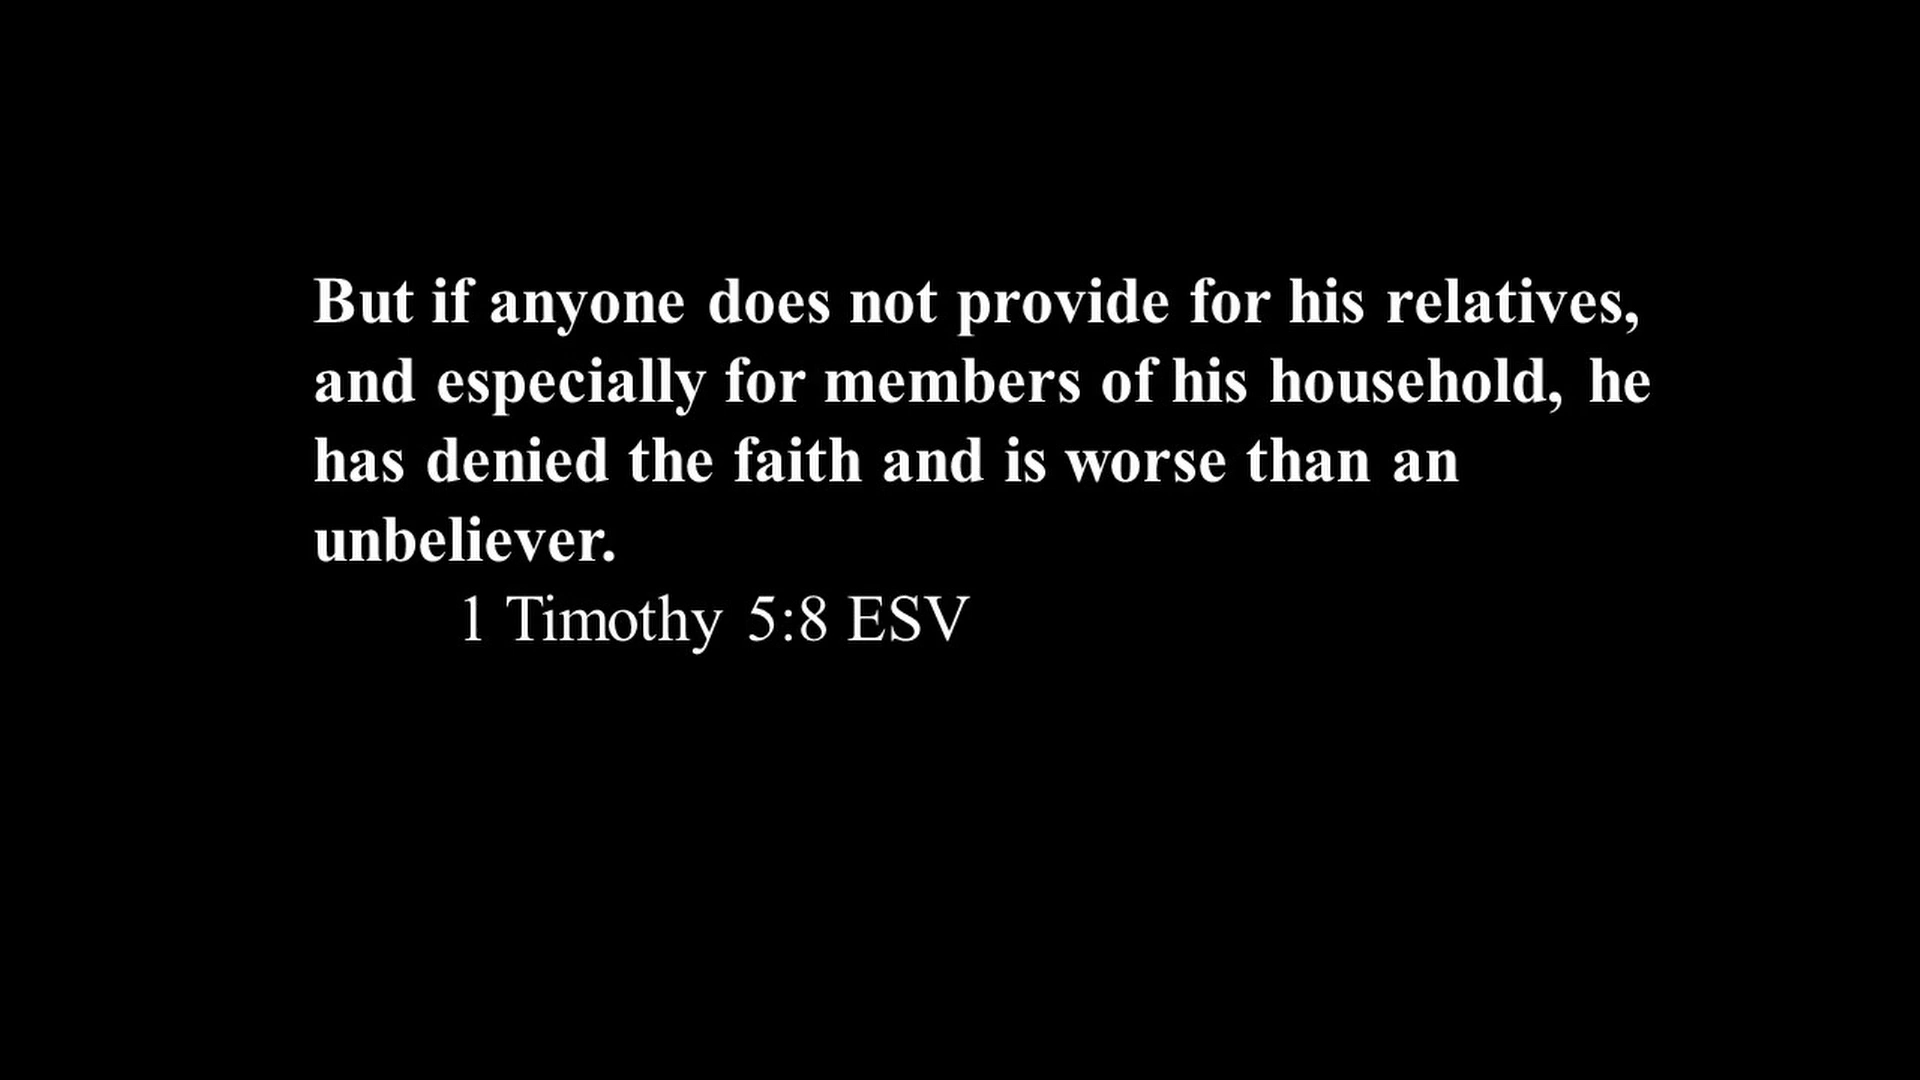 But if anyone does not provide for his relatives,
and especially for members of his household, he
has denied the faith and is worse than an
unbeliever.
1 Timothy 5:8 ESV